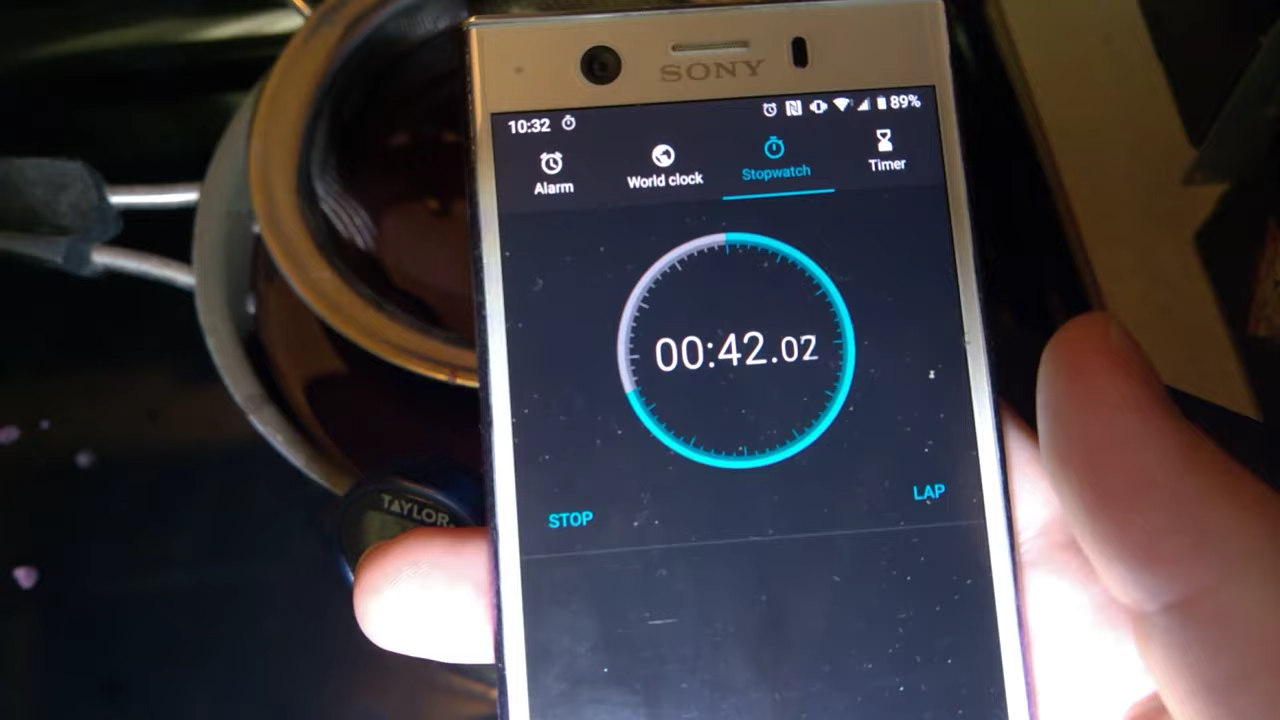 SONY
10:32 89%
Alarm World clock Stopwatch Timer
00:42.02
STOP LAP
TAYLOR